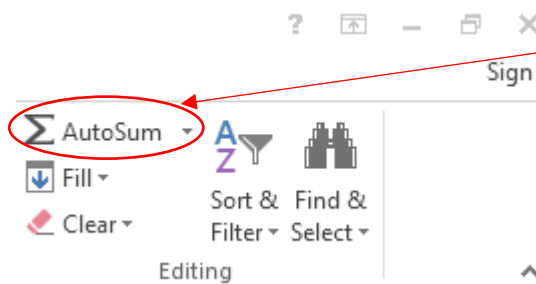 ?
Sign
Σ AutoSum
Fill
Clear
A
Z
Sort &
Filter
Find &
Select
Editing